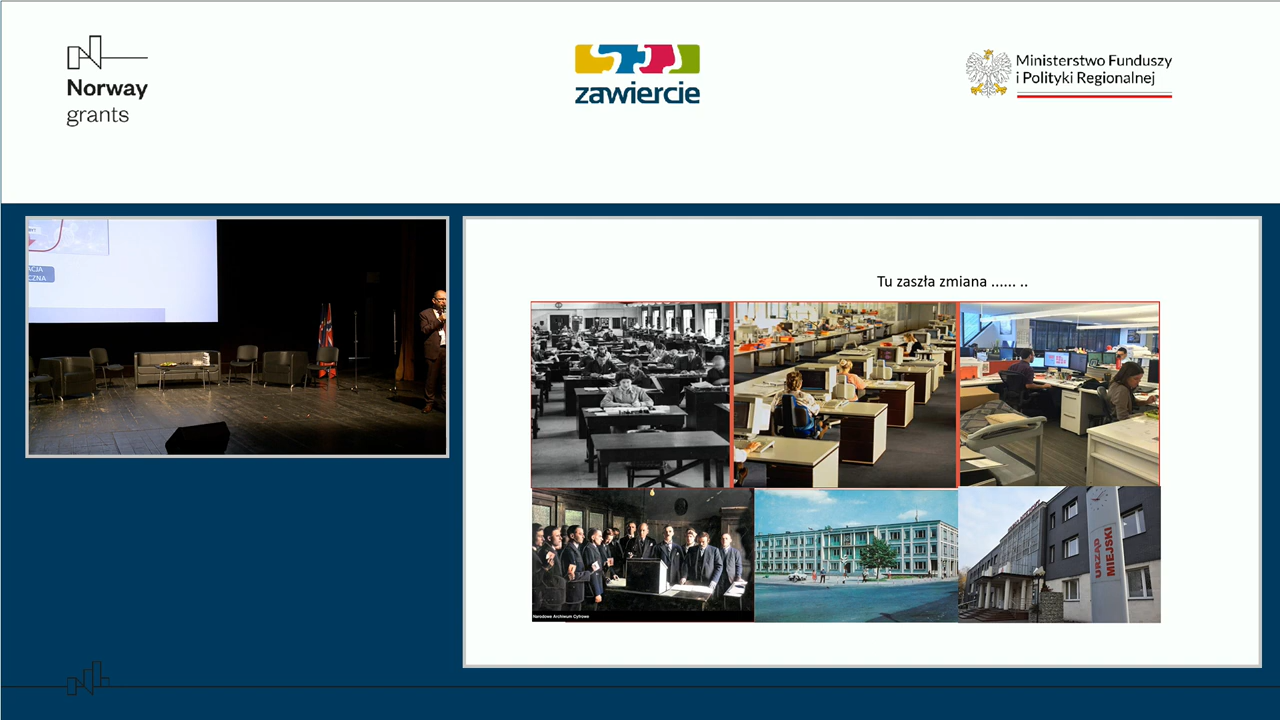 Norway
grants
zawiercie
Ministerstwo Funduszy
i Polityki Regionalnej
Tu zaszła zmiana ...... ..
URZĄD
MIEJSKI
Narodowe Archiwum Cyfrowe